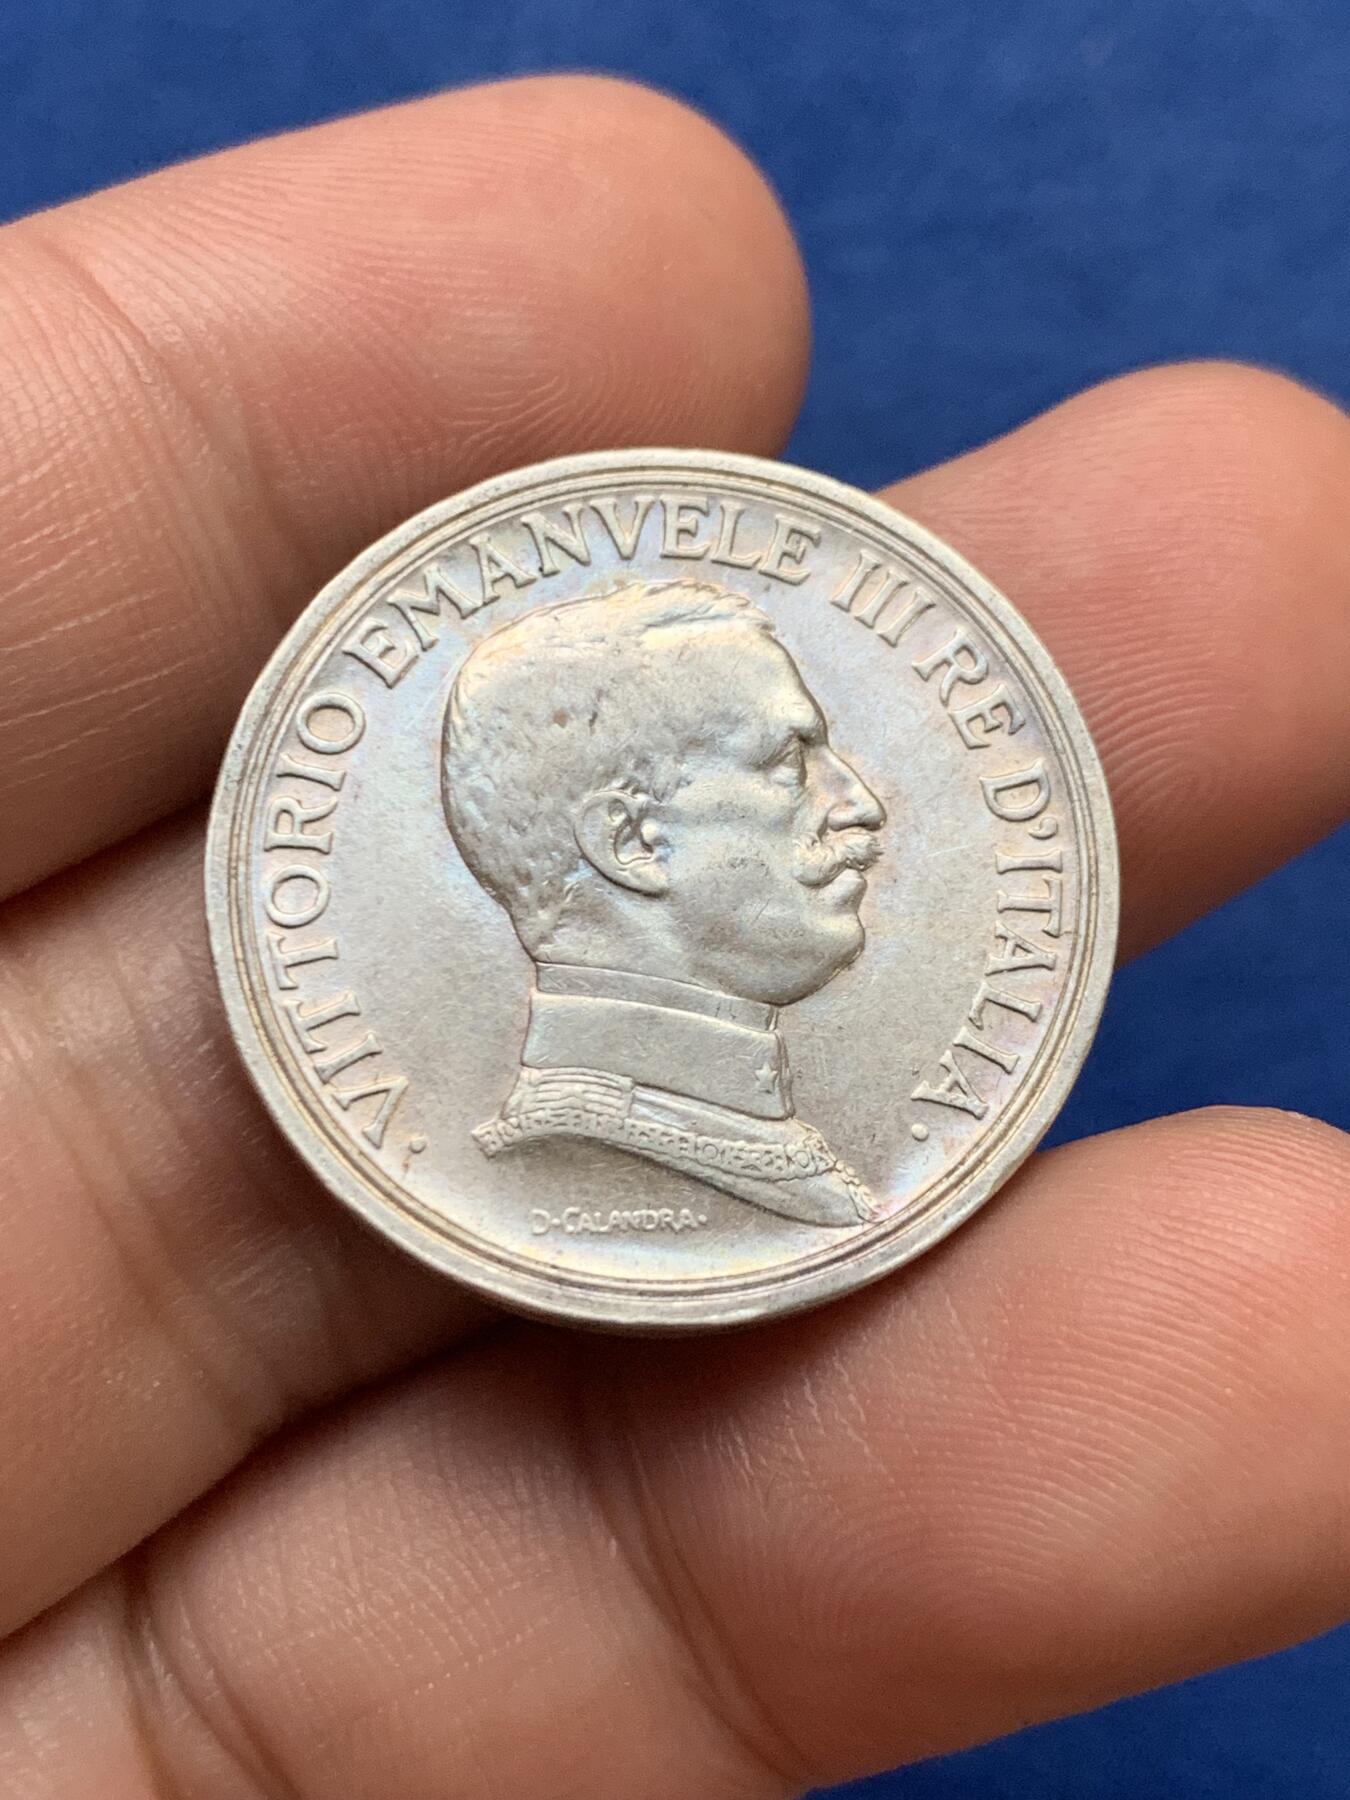 · VITTORIO EMANVELE III RE D'ITALIA ·
D·CALANDRA·